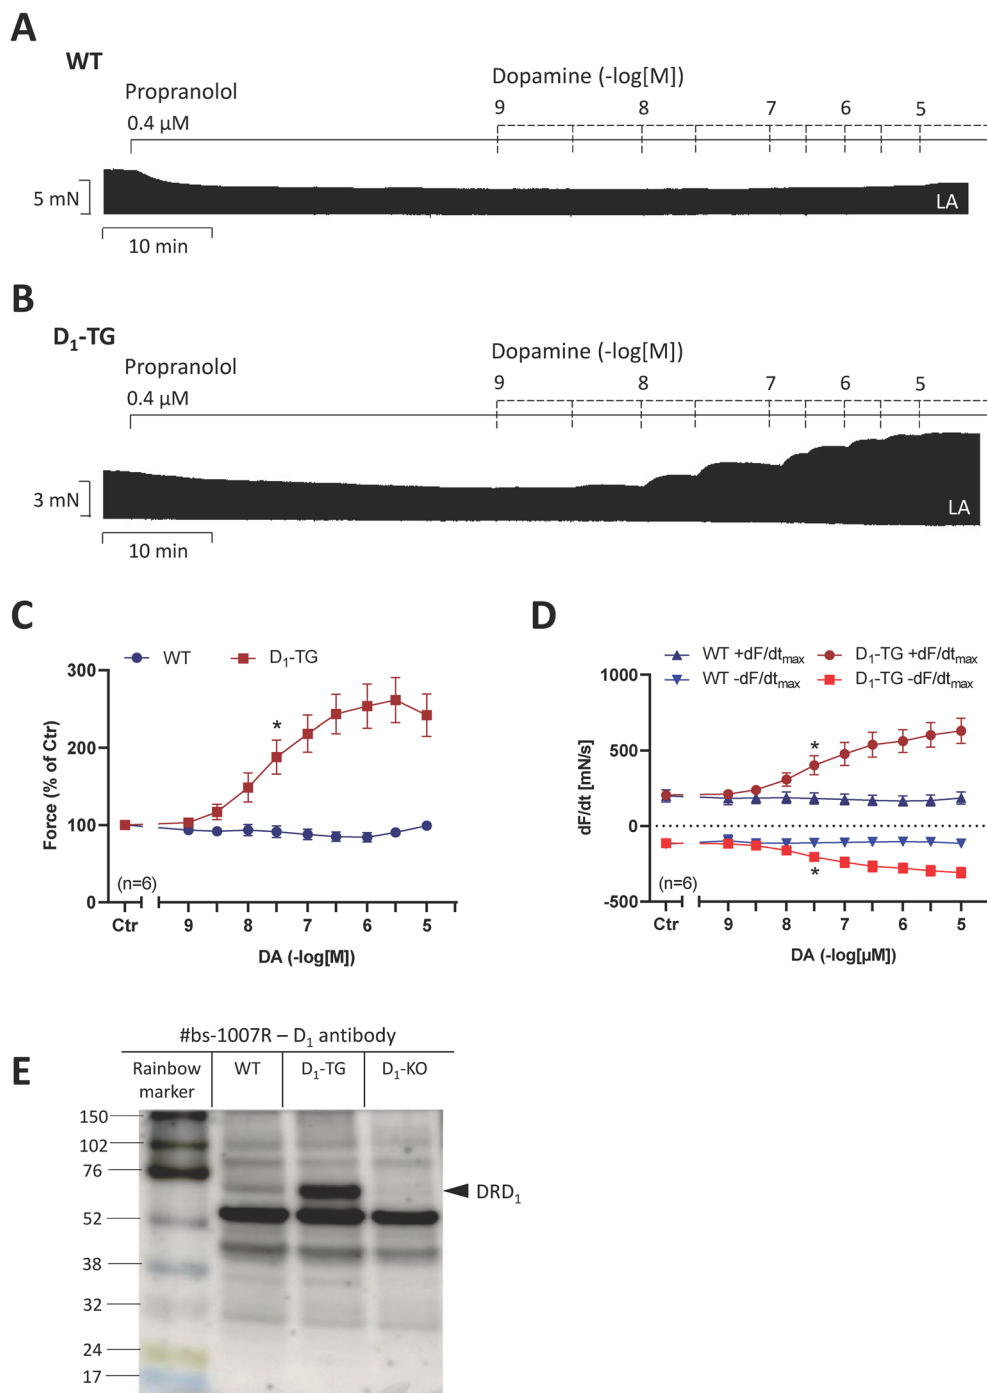 A
WT
Dopamine (-log[M])
Propranolol
9 8 7 6 5
0.4 µM
5 mN
LA
10 min
B
D₁-TG
Dopamine (-log[M])
Propranolol
9 8 7 6 5
0.4 µM
3 mN
LA
10 min
C
WT D₁-TG
300
200
100
0
Force (% of Ctr)
*
(n=6)
Ctr 9 8 7 6 5
DA (-log[M])
D
WT +dF/dtmax D₁-TG +dF/dtmax
WT -dF/dtmax D₁-TG -dF/dtmax
1000
500
0
-500
dF/dt [mN/s]
*
*
(n=6)
Ctr 9 8 7 6 5
DA (-log[µM])
E
#bs-1007R – D₁ antibody
Rainbow marker WT D₁-TG D₁-KO
150
102
76
DRD₁
52
38
32
24
17